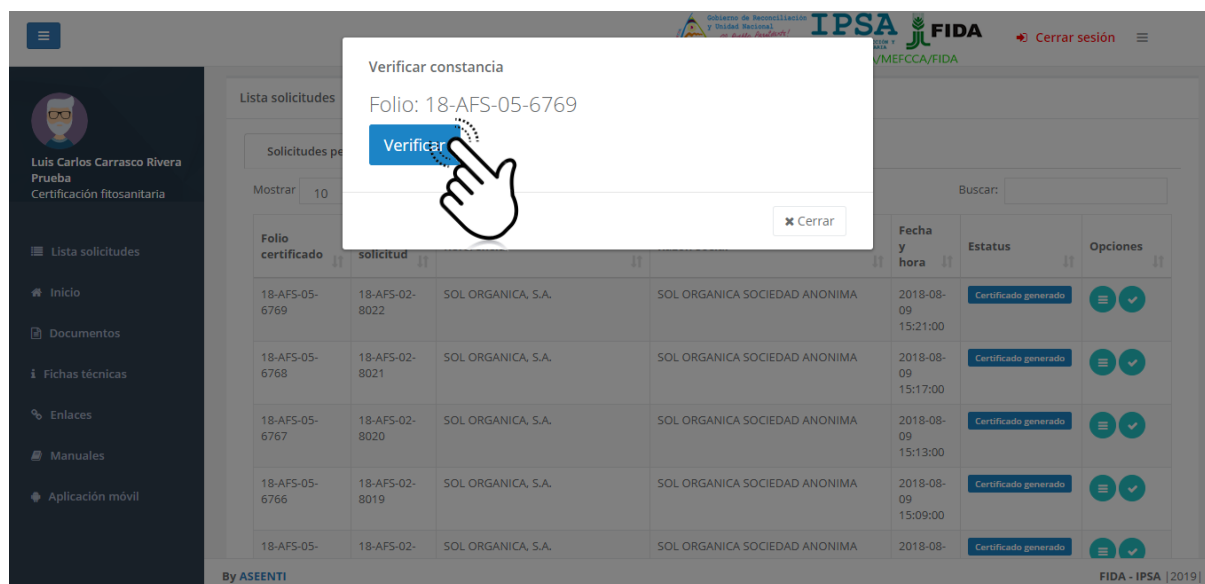 Gobierno de Reconciliación
y Unidad Nacional
El Pueblo, Presidente!
IPSA
FIDA
Cerrar sesión
/MEFCCA/FIDA
Luis Carlos Carrasco Rivera
Prueba
Certificación fitosanitaria
Lista solicitudes
Inicio
Documentos
Fichas técnicas
Enlaces
Manuales
Aplicación móvil
Lista solicitudes
Verificar constancia
Folio: 18-AFS-05-6769
Verificar
Cerrar
Solicitudes pe
Mostrar 10
Buscar:
Folio
certificado
solicitud
Fecha
y
hora
Estatus
Opciones
18-AFS-05-
6769
18-AFS-02-
8022
SOL ORGANICA, S.A.
SOL ORGANICA SOCIEDAD ANONIMA
2018-08-
09
15:21:00
Certificado generado
18-AFS-05-
6768
18-AFS-02-
8021
SOL ORGANICA, S.A.
SOL ORGANICA SOCIEDAD ANONIMA
2018-08-
09
15:17:00
Certificado generado
18-AFS-05-
6767
18-AFS-02-
8020
SOL ORGANICA, S.A.
SOL ORGANICA SOCIEDAD ANONIMA
2018-08-
09
15:13:00
Certificado generado
18-AFS-05-
6766
18-AFS-02-
8019
SOL ORGANICA, S.A.
SOL ORGANICA SOCIEDAD ANONIMA
2018-08-
09
15:09:00
Certificado generado
18-AFS-05-
18-AFS-02-
SOL ORGANICA, S.A.
SOL ORGANICA SOCIEDAD ANONIMA
2018-08-
Certificado generado
By ASEENTI
FIDA - IPSA |2019|